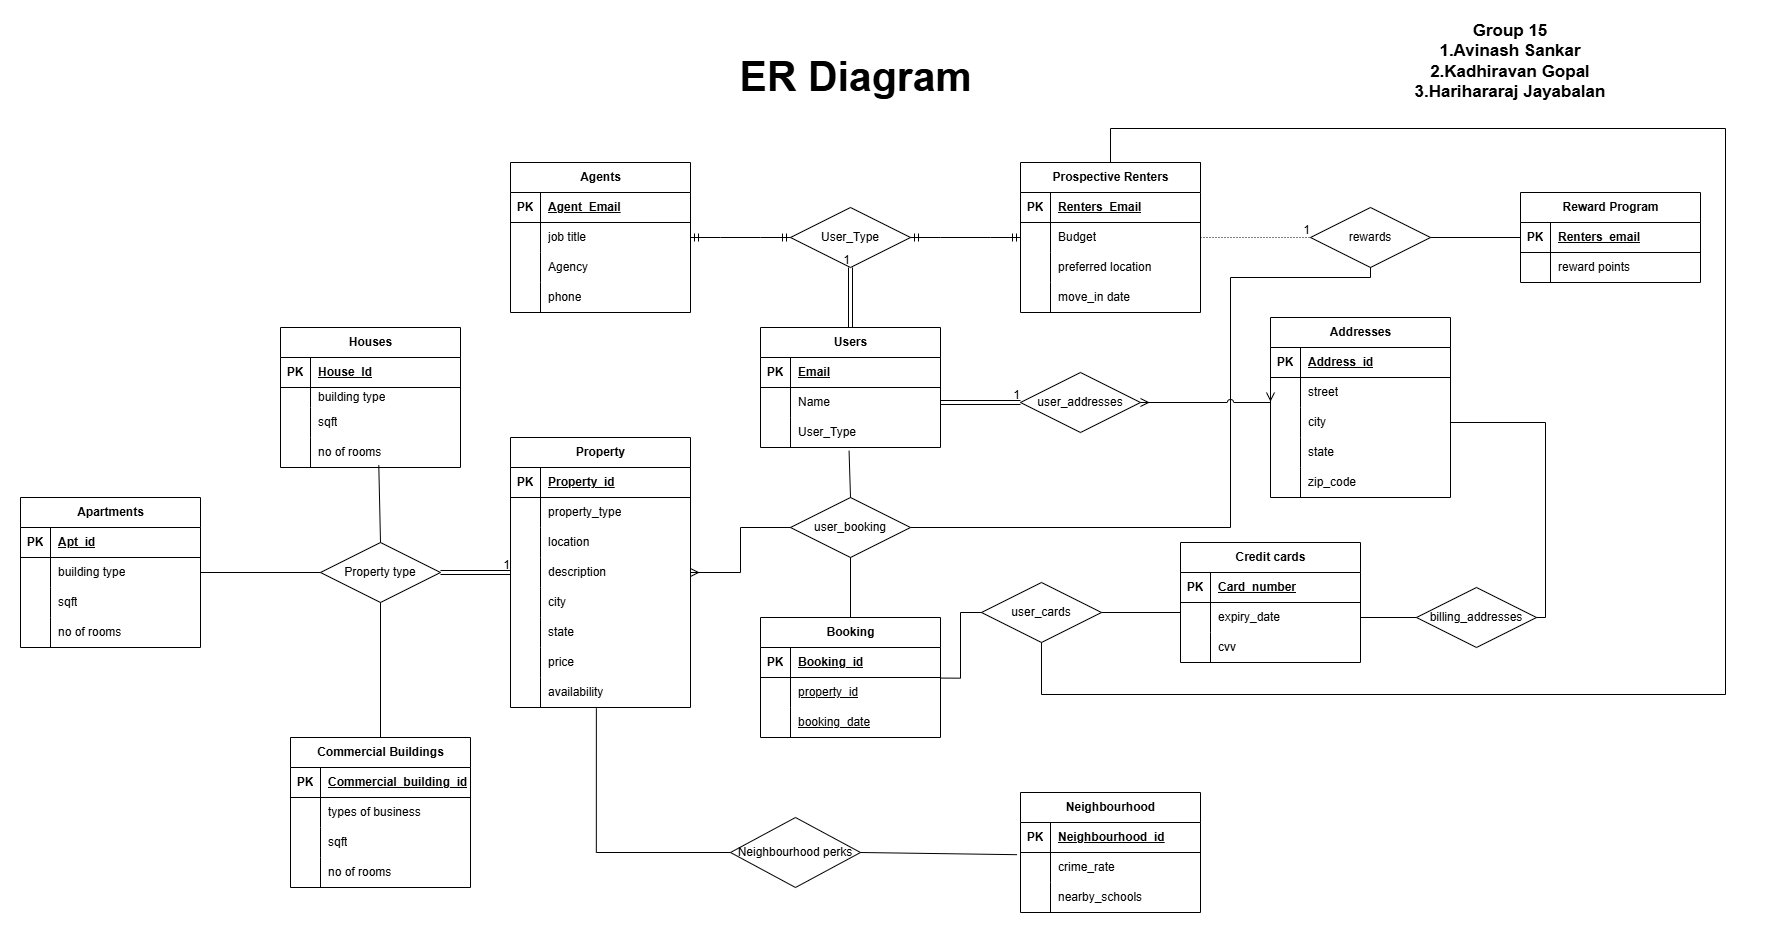 Group 15
1.Avinash Sankar
2.Kadhiravan Gopal
3.Harihararaj Jayabalan
ER Diagram
Agents
PK Agent_Email
job title
Agency
phone
User_Type
1
Prospective Renters
PK Renters_Email
Budget
preferred location
move_in date
1
rewards
Reward Program
PK Renters_email
reward points
Houses
PK House_Id
building type
sqft
no of rooms
Users
PK Email
Name
User_Type
1
user_addresses
Addresses
PK Address_id
street
city
state
zip_code
Apartments
PK Apt_id
building type
sqft
no of rooms
Property type
1
Property
PK Property_id
property_type
location
description
city
state
price
availability
user_booking
Booking
PK Booking_id
property_id
booking_date
user_cards
Credit cards
PK Card_number
expiry_date
cvv
billing_addresses
Commercial Buildings
PK Commercial_building_id
types of business
sqft
no of rooms
Neighbourhood perks
Neighbourhood
PK Neighbourhood_id
crime_rate
nearby_schools